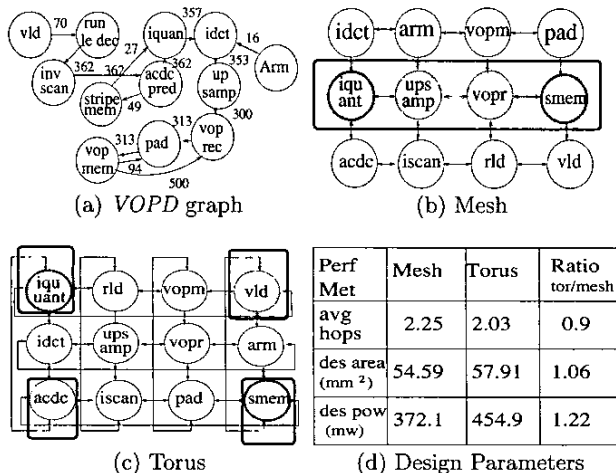 vld
70
run
le dec
iquan
357
idct
16
Arm
27
362
inv
scan
362
362
acdc
pred
353
up
samp
stripe
mem
49
300
313
313
pad
vop
rec
vop
mem
94
500
(a) VOPD graph
idct
arm
vopm
pad
iqu
ant
ups
amp
vopr
smem
acdc
iscan
rld
vld
(b) Mesh
iqu
uant
rld
vopm
vld
idct
ups
amp
vopr
arm
acdc
iscan
pad
smem
(c) Torus
Perf
Met
Mesh
Torus
Ratio
tor/mesh
avg
hops
2.25
2.03
0.9
des area
(mm ²)
54.59
57.91
1.06
des pow
(mw)
372.1
454.9
1.22
(d) Design Parameters